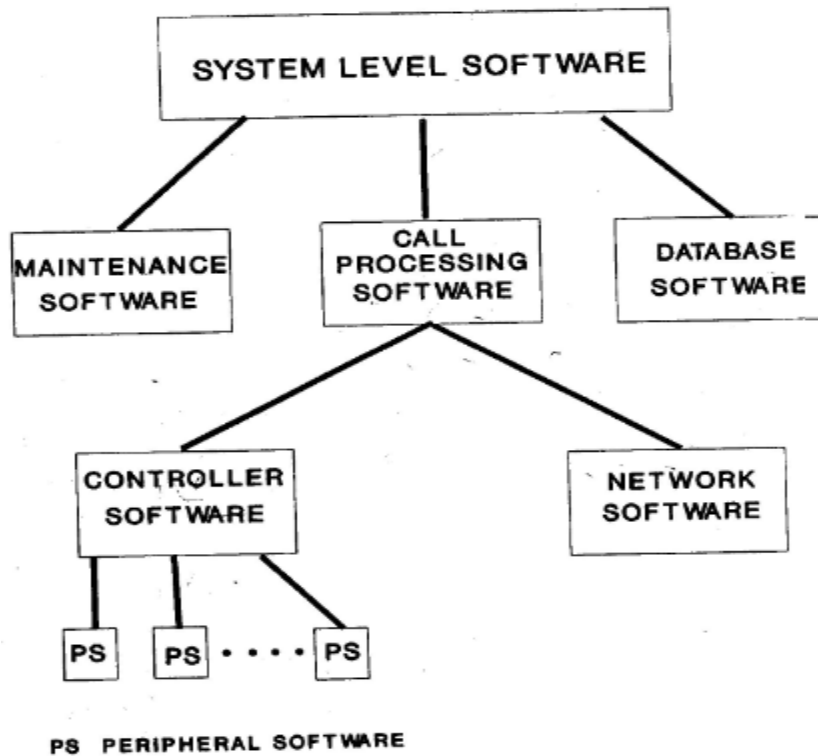 SYSTEM LEVEL SOFTWARE
MAINTENANCE
SOFTWARE
CALL
PROCESSING
SOFTWARE
DATABASE
SOFTWARE
CONTROLLER
SOFTWARE
NETWORK
SOFTWARE
PS
PS
. . . .
PS
PS PERIPHERAL SOFTWARE